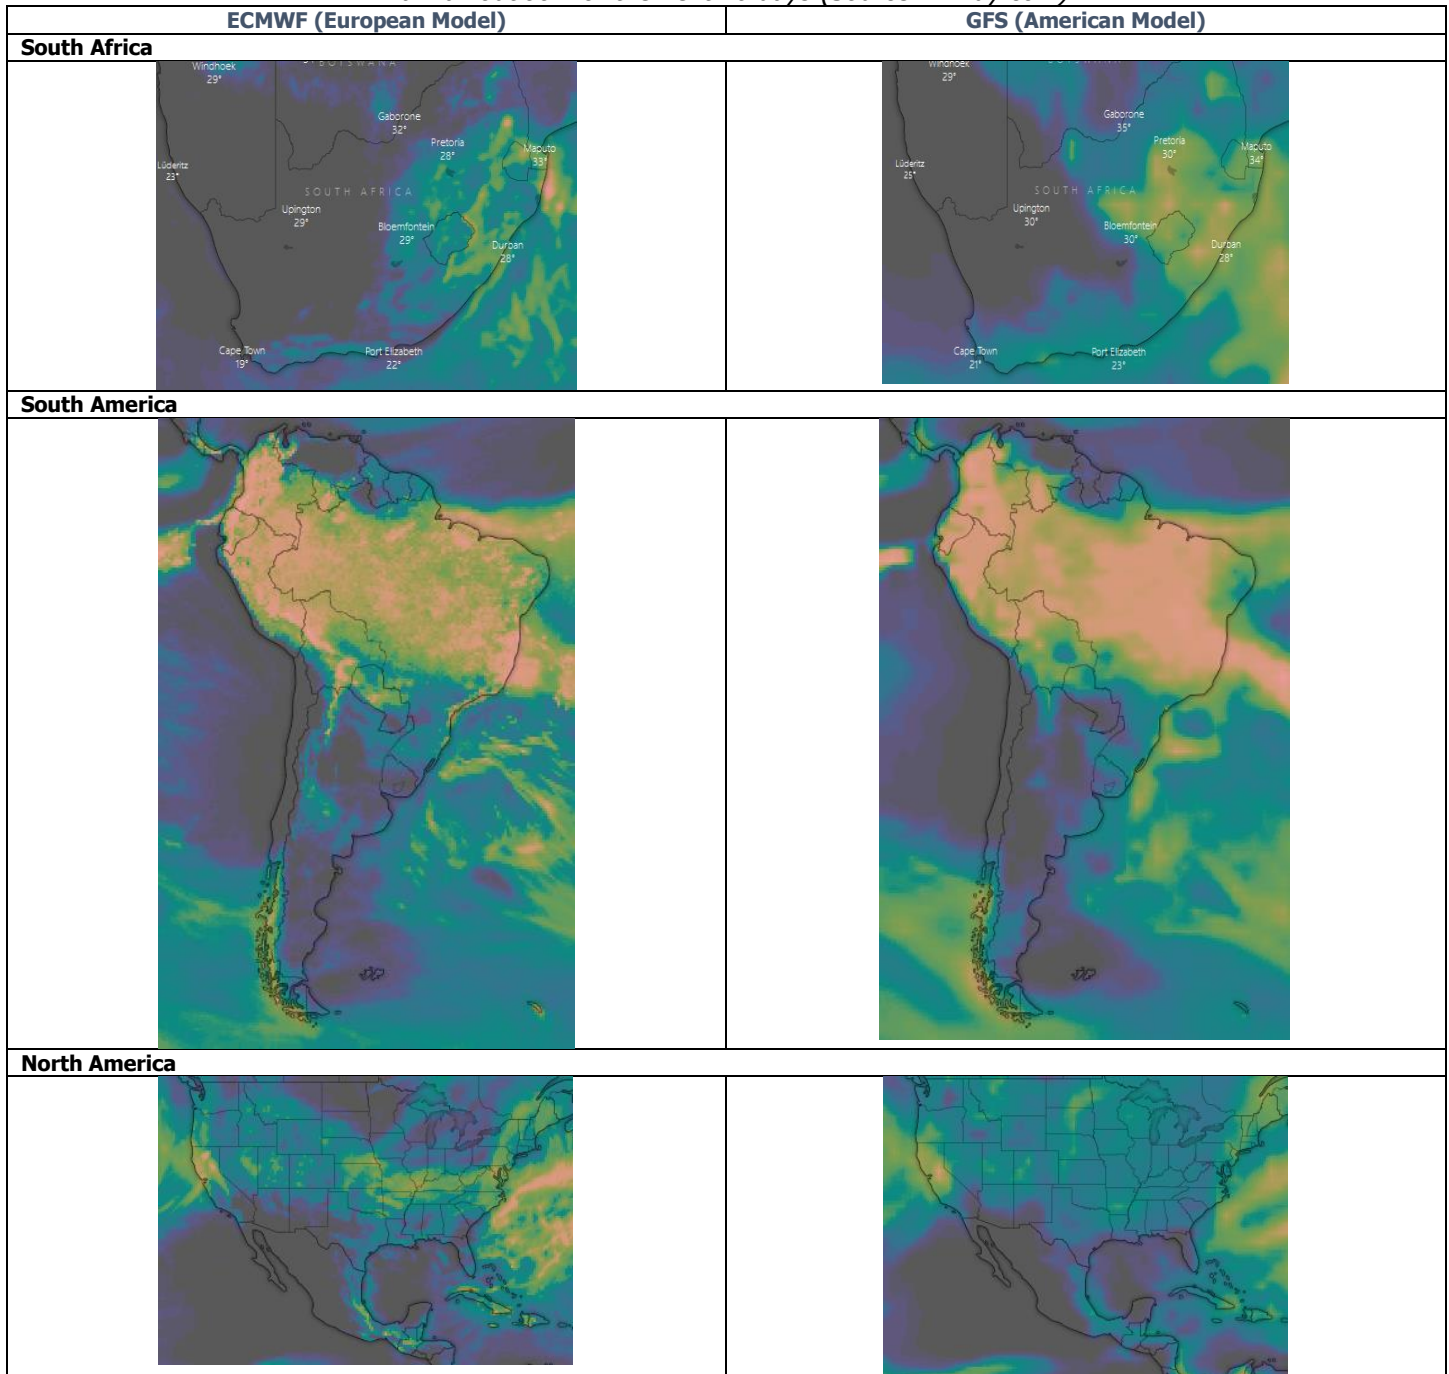 ECMWF (European Model)
GFS (American Model)
South Africa
Windhoek
29°
BOTSWANA
Gaborone
32°
Pretoria
28°
Maputo
33°
Lüderitz
23°
SOUTH AFRICA
Upington
29°
Bloemfontein
29°
Durban
28°
Cape Town
19°
Port Elizabeth
22°
Windhoek
29°
Gaborone
35°
Pretoria
30°
Maputo
34°
Lüderitz
25°
SOUTH AFRICA
Upington
30°
Bloemfontein
30°
Durban
28°
Cape Town
21°
Port Elizabeth
23°
South America
North America